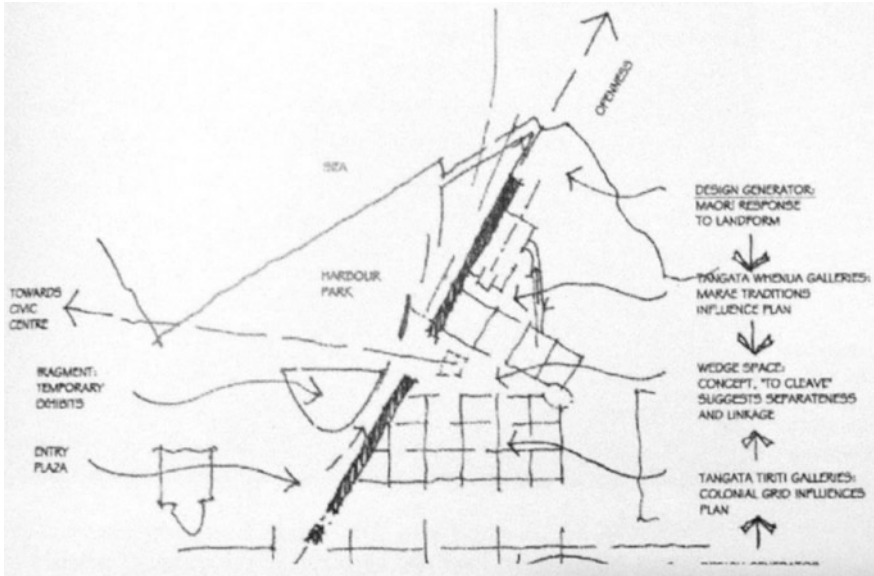 OPENNESS
SEA
HARBOUR
PARK
TOWARDS
CIVIC
CENTRE
FRAGMENT:
TEMPORARY
EXHIBITS
ENTRY
PLAZA
DESIGN GENERATOR:
MAORI RESPONSE
TO LANDFORM
TANGATA WHENUA GALLERIES:
MARAE TRADITIONS
INFLUENCE PLAN
WEDGE SPACE:
CONCEPT, "TO CLEAVE"
SUGGESTS SEPARATENESS
AND LINKAGE
TANGATA TIRITI GALLERIES:
COLONIAL GRID INFLUENCES
PLAN